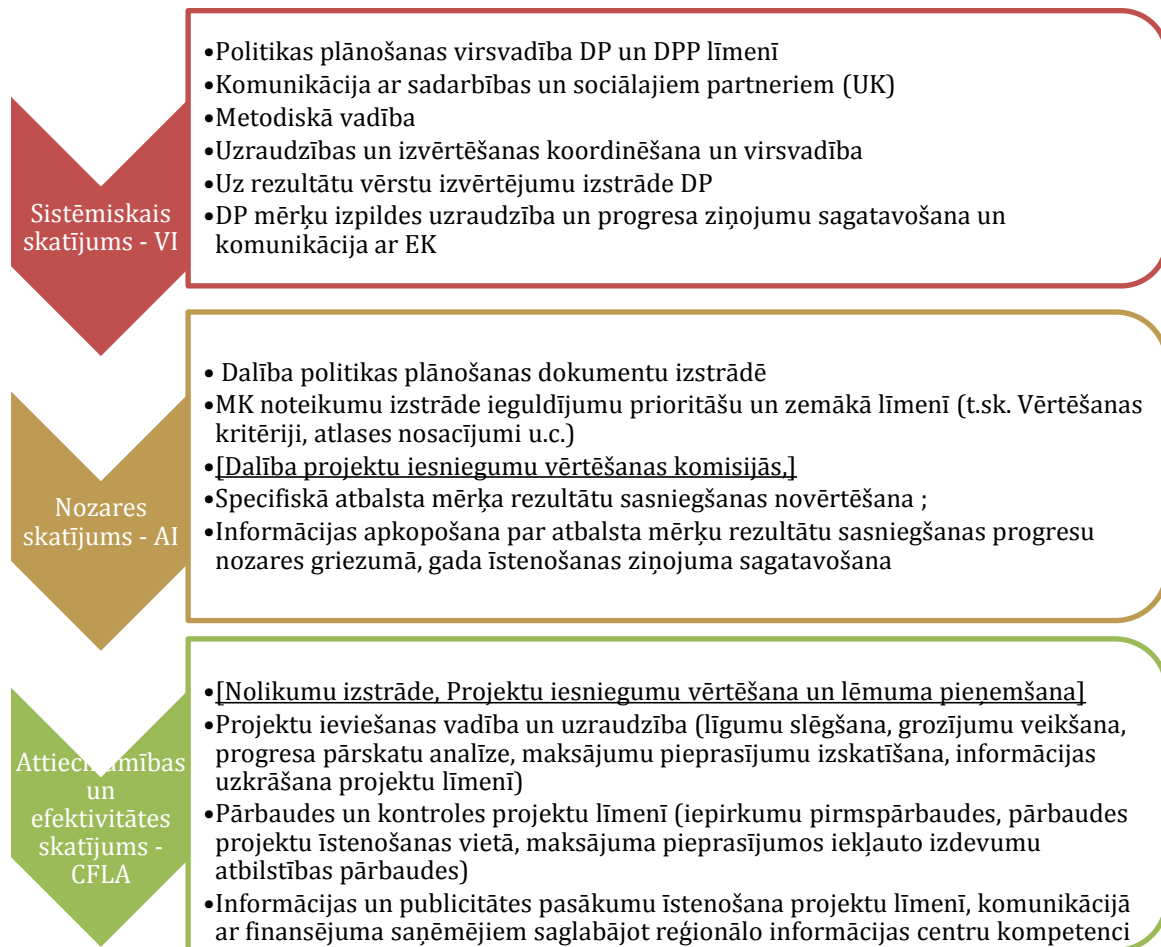 •Politikas plānošanas virsvadība DP un DPP līmenī
•Komunikācija ar sadarbības un sociālajiem partneriem (UK)
•Metodiskā vadība
•Uzraudzības un izvērtēšanas koordinēšana un virsvadība
•Uz rezultātu vērstu izvērtējumu izstrāde DP
•DP mērķu izpildes uzraudzība un progresa ziņojumu sagatavošana un
komunikācija ar EK
Sistēmiskais
skatījums - VI
• Dalība politikas plānošanas dokumentu izstrādē
•MK noteikumu izstrāde ieguldījumu prioritāšu un zemākā līmenī (t.sk. Vērtēšanas
kritēriji, atlases nosacījumi u.c.)
•[Dalība projektu iesniegumu vērtēšanas komisijās,]
•Specifiskā atbalsta mērķa rezultātu sasniegšanas novērtēšana ;
•Informācijas apkopošana par atbalsta mērķu rezultātu sasniegšanas progresu
nozares griezumā, gada īstenošanas ziņojuma sagatavošana
Nozares
skatījums - AI
•[Nolikumu izstrāde, Projektu iesniegumu vērtēšana un lēmuma pieņemšana]
•Projektu ieviešanas vadība un uzraudzība (līgumu slēgšana, grozījumu veikšana,
progresa pārskatu analīze, maksājumu pieprasījumu izskatīšana, informācijas
uzkrāšana projektu līmenī)
•Pārbaudes un kontroles projektu līmenī (iepirkumu pirmspārbaudes, pārbaudes
projektu īstenošanas vietā, maksājuma pieprasījumos iekļauto izdevumu
atbilstības pārbaudes)
•Informācijas un publicitātes pasākumu īstenošana projektu līmenī, komunikācijā
ar finansējuma saņēmējiem saglabājot reģionālo informācijas centru kompetenci
Attiecināmības
un
efektivitātes
skatījums -
CFLA